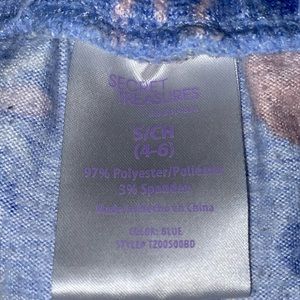 SECRET
TREASURES
S/CH
(4-6)
97% Polyester/Poliéster
3% Spandex
Made in/Hecho en China
COLOR: BLUE